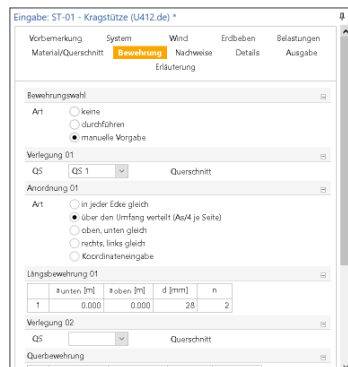 Eingabe: ST-01 - Kragstütze (U412.de) *
Vorbemerkung System Wind Erdbeben Belastungen
Material/Querschnitt Bewehrung Nachweise Details Ausgabe
Erläuterung
Bewehrungswahl
Art keine
durchführen
manuelle Vorgabe
Verlegung 01
QS QS 1 Querschnitt
Anordnung 01
Art in jeder Ecke gleich
über den Umfang verteilt (As/4 je Seite)
oben, unten gleich
rechts, links gleich
Koordinateneingabe
Längsbewehrung 01
a unten [m] a oben [m] d [mm] n
1 0.000 0.000 28 2
Verlegung 02
QS Querschnitt
Querbewehrung